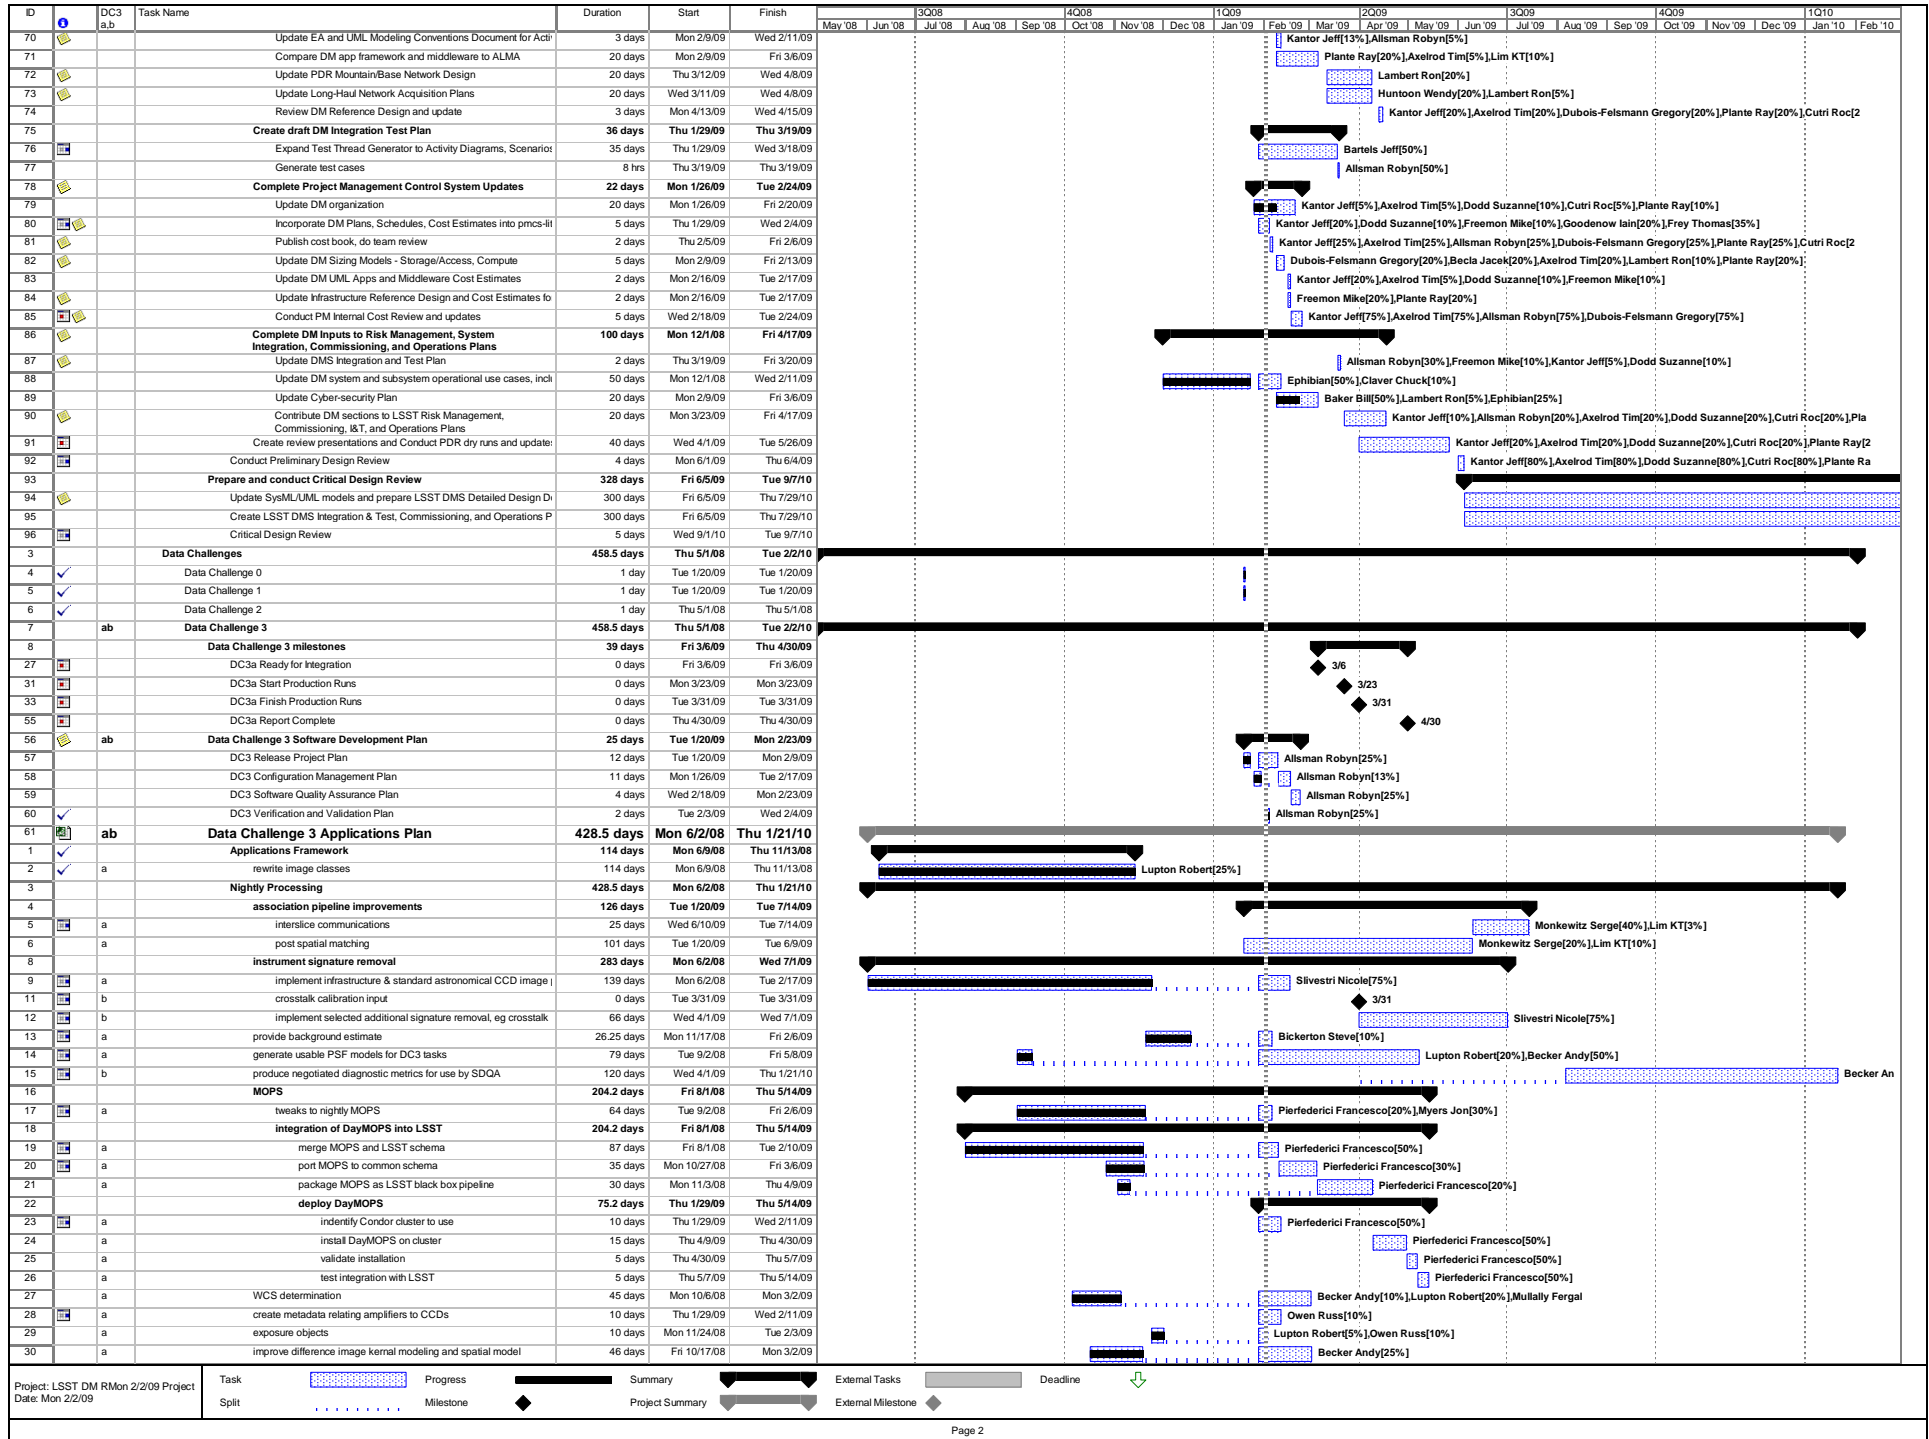 ID DC3 a,b Task Name Duration Start Finish 3Q08 4Q08 1Q09 2Q09 3Q09 4Q09 1Q10
May '08 Jun '08 Jul '08 Aug '08 Sep '08 Oct '08 Nov '08 Dec '08 Jan '09 Feb '09 Mar '09 Apr '09 May '09 Jun '09 Jul '09 Aug '09 Sep '09 Oct '09 Nov '09 Dec '09 Jan '10 Feb '10
70 Update EA and UML Modeling Conventions Document for Acti 3 days Mon 2/9/09 Wed 2/11/09 Kantor Jeff[13%],Allsman Robyn[5%]
71 Compare DM app framework and middleware to ALMA 20 days Mon 2/9/09 Fri 3/6/09 Plante Ray[20%],Axelrod Tim[5%],Lim KT[10%]
72 Update PDR Mountain/Base Network Design 20 days Thu 3/12/09 Wed 4/8/09 Lambert Ron[20%]
73 Update Long-Haul Network Acquisition Plans 20 days Wed 3/11/09 Wed 4/8/09 Huntoon Wendy[20%],Lambert Ron[5%]
74 Review DM Reference Design and update 3 days Mon 4/13/09 Wed 4/15/09 Kantor Jeff[20%],Axelrod Tim[20%],Dubois-Felsmann Gregory[20%],Plante Ray[20%],Cutri Roc[2
75 Create draft DM Integration Test Plan 36 days Thu 1/29/09 Thu 3/19/09
76 Expand Test Thread Generator to Activity Diagrams, Scenarios 35 days Thu 1/29/09 Wed 3/18/09 Bartels Jeff[50%]
77 Generate test cases 8 hrs Thu 3/19/09 Thu 3/19/09 Allsman Robyn[50%]
78 Complete Project Management Control System Updates 22 days Mon 1/26/09 Tue 2/24/09
79 Update DM organization 20 days Mon 1/26/09 Fri 2/20/09 Kantor Jeff[5%],Axelrod Tim[5%],Dodd Suzanne[10%],Cutri Roc[5%],Plante Ray[10%]
80 Incorporate DM Plans, Schedules, Cost Estimates into pmcs-lit 5 days Thu 1/29/09 Wed 2/4/09 Kantor Jeff[20%],Dodd Suzanne[10%],Freemon Mike[10%],Goodenow Iain[20%],Frey Thomas[35%]
81 Publish cost book, do team review 2 days Thu 2/5/09 Fri 2/6/09 Kantor Jeff[25%],Axelrod Tim[25%],Allsman Robyn[25%],Dubois-Felsmann Gregory[25%],Plante Ray[25%],Cutri Roc[2
82 Update DM Sizing Models - Storage/Access, Compute 5 days Mon 2/9/09 Fri 2/13/09 Dubois-Felsmann Gregory[20%],Becla Jacek[20%],Axelrod Tim[20%],Lambert Ron[10%],Plante Ray[20%]
83 Update DM UML Apps and Middleware Cost Estimates 2 days Mon 2/16/09 Tue 2/17/09 Kantor Jeff[20%],Axelrod Tim[5%],Dodd Suzanne[10%],Freemon Mike[10%]
84 Update Infrastructure Reference Design and Cost Estimates fo 2 days Mon 2/16/09 Tue 2/17/09 Freemon Mike[20%],Plante Ray[20%]
85 Conduct PM Internal Cost Review and updates 5 days Wed 2/18/09 Tue 2/24/09 Kantor Jeff[75%],Axelrod Tim[75%],Allsman Robyn[75%],Dubois-Felsmann Gregory[75%]
86 Complete DM Inputs to Risk Management, System 100 days Mon 12/1/08 Fri 4/17/09
Integration, Commissioning, and Operations Plans
87 Update DMS Integration and Test Plan 2 days Thu 3/19/09 Fri 3/20/09 Allsman Robyn[30%],Freemon Mike[10%],Kantor Jeff[5%],Dodd Suzanne[10%]
88 Update DM system and subsystem operational use cases, incl 50 days Mon 12/1/08 Wed 2/11/09 Ephibian[50%],Claver Chuck[10%]
89 Update Cyber-security Plan 20 days Mon 2/9/09 Fri 3/6/09 Baker Bill[50%],Lambert Ron[5%],Ephibian[25%]
90 Contribute DM sections to LSST Risk Management, 20 days Mon 3/23/09 Fri 4/17/09 Kantor Jeff[10%],Allsman Robyn[20%],Axelrod Tim[20%],Dodd Suzanne[20%],Cutri Roc[20%],Pla
Commissioning, I&T, and Operations Plans
91 Create review presentations and Conduct PDR dry runs and update 40 days Wed 4/1/09 Tue 5/26/09 Kantor Jeff[20%],Axelrod Tim[20%],Dodd Suzanne[20%],Cutri Roc[20%],Plante Ray[2
92 Conduct Preliminary Design Review 4 days Mon 6/1/09 Thu 6/4/09 Kantor Jeff[80%],Axelrod Tim[80%],Dodd Suzanne[80%],Cutri Roc[80%],Plante Ra
93 Prepare and conduct Critical Design Review 328 days Fri 6/5/09 Tue 9/7/10
94 Update SysML/UML models and prepare LSST DMS Detailed Design D 300 days Fri 6/5/09 Thu 7/29/10
95 Create LSST DMS Integration & Test, Commissioning, and Operations P 300 days Fri 6/5/09 Thu 7/29/10
96 Critical Design Review 5 days Wed 9/1/10 Tue 9/7/10
3 Data Challenges 458.5 days Thu 5/1/08 Tue 2/2/10
4 Data Challenge 0 1 day Tue 1/20/09 Tue 1/20/09
5 Data Challenge 1 1 day Tue 1/20/09 Tue 1/20/09
6 Data Challenge 2 1 day Thu 5/1/08 Thu 5/1/08
7 ab Data Challenge 3 458.5 days Thu 5/1/08 Tue 2/2/10
8 Data Challenge 3 milestones 39 days Fri 3/6/09 Thu 4/30/09
27 DC3a Ready for Integration 0 days Fri 3/6/09 Fri 3/6/09 3/6
31 DC3a Start Production Runs 0 days Mon 3/23/09 Mon 3/23/09 3/23
33 DC3a Finish Production Runs 0 days Tue 3/31/09 Tue 3/31/09 3/31
55 DC3a Report Complete 0 days Thu 4/30/09 Thu 4/30/09 4/30
56 ab Data Challenge 3 Software Development Plan 25 days Tue 1/20/09 Mon 2/23/09
57 DC3 Release Project Plan 12 days Tue 1/20/09 Mon 2/9/09 Allsman Robyn[25%]
58 DC3 Configuration Management Plan 11 days Mon 1/26/09 Tue 2/17/09 Allsman Robyn[13%]
59 DC3 Software Quality Assurance Plan 4 days Wed 2/18/09 Mon 2/23/09 Allsman Robyn[25%]
60 DC3 Verification and Validation Plan 2 days Tue 2/3/09 Wed 2/4/09 Allsman Robyn[25%]
61 ab Data Challenge 3 Applications Plan 428.5 days Mon 6/2/08 Thu 1/21/10
1 Applications Framework 114 days Mon 6/9/08 Thu 11/13/08
2 a rewrite image classes 114 days Mon 6/9/08 Thu 11/13/08 Lupton Robert[25%]
3 Nightly Processing 428.5 days Mon 6/2/08 Thu 1/21/10
4 association pipeline improvements 126 days Tue 1/20/09 Tue 7/14/09
5 a interslice communications 25 days Wed 6/10/09 Tue 7/14/09 Monkewitz Serge[40%],Lim KT[3%]
6 a post spatial matching 101 days Tue 1/20/09 Tue 6/9/09 Monkewitz Serge[20%],Lim KT[10%]
8 instrument signature removal 283 days Mon 6/2/08 Wed 7/1/09
9 a implement infrastructure & standard astronomical CCD image 139 days Mon 6/2/08 Tue 2/17/09 Slivestri Nicole[75%]
11 b crosstalk calibration input 0 days Tue 3/31/09 Tue 3/31/09 3/31
12 b implement selected additional signature removal, eg crosstalk 66 days Wed 4/1/09 Wed 7/1/09 Slivestri Nicole[75%]
13 a provide background estimate 26.25 days Mon 11/17/08 Fri 2/6/09 Bickerton Steve[10%]
14 a generate usable PSF models for DC3 tasks 79 days Tue 9/2/08 Fri 5/8/09 Lupton Robert[20%],Becker Andy[50%]
15 b produce negotiated diagnostic metrics for use by SDQA 120 days Wed 4/1/09 Thu 1/21/10 Becker An
16 MOPS 204.2 days Fri 8/1/08 Thu 5/14/09
17 a tweaks to nightly MOPS 64 days Tue 9/2/08 Fri 2/6/09 Pierfederici Francesco[20%],Myers Jon[30%]
18 integration of DayMOPS into LSST 204.2 days Fri 8/1/08 Thu 5/14/09
19 a merge MOPS and LSST schema 87 days Fri 8/1/08 Tue 2/10/09 Pierfederici Francesco[50%]
20 a port MOPS to common schema 35 days Mon 10/27/08 Fri 3/6/09 Pierfederici Francesco[30%]
21 a package MOPS as LSST black box pipeline 30 days Mon 11/3/08 Thu 4/9/09 Pierfederici Francesco[20%]
22 deploy DayMOPS 75.2 days Thu 1/29/09 Thu 5/14/09
23 a indentify Condor cluster to use 10 days Thu 1/29/09 Wed 2/11/09 Pierfederici Francesco[50%]
24 a install DayMOPS on cluster 15 days Thu 4/9/09 Thu 4/30/09 Pierfederici Francesco[50%]
25 a validate installation 5 days Thu 4/30/09 Thu 5/7/09 Pierfederici Francesco[50%]
26 a test integration with LSST 5 days Thu 5/7/09 Thu 5/14/09 Pierfederici Francesco[50%]
27 a WCS determination 45 days Mon 10/6/08 Mon 3/2/09 Becker Andy[10%],Lupton Robert[20%],Mullally Fergal
28 a create metadata relating amplifiers to CCDs 10 days Thu 1/29/09 Wed 2/11/09 Owen Russ[10%]
29 a exposure objects 10 days Mon 11/24/08 Tue 2/3/09 Lupton Robert[5%],Owen Russ[10%]
30 a improve difference image kernal modeling and spatial model 46 days Fri 10/17/08 Mon 3/2/09 Becker Andy[25%]
Project: LSST DM RMon 2/2/09 Project
Date: Mon 2/2/09
Task Progress Summary External Tasks Deadline
Split Milestone Project Summary External Milestone
Page 2